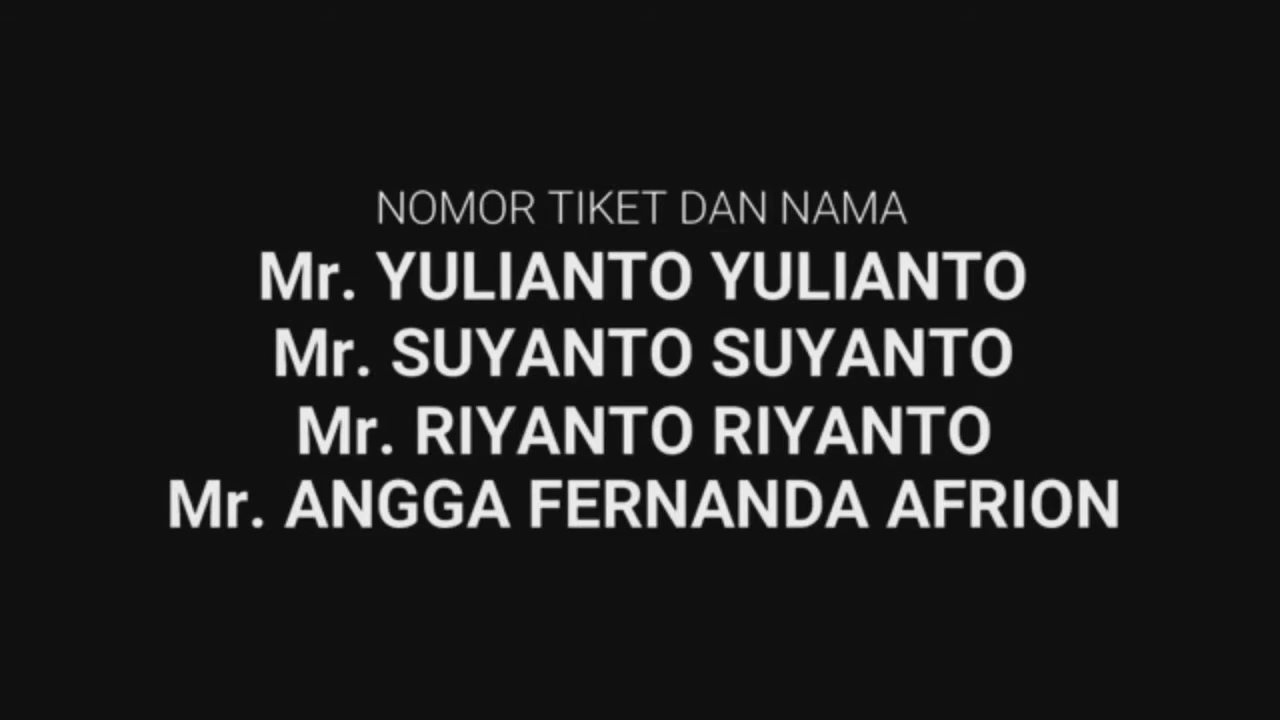 NOMOR TIKET DAN NAMA
Mr. YULIANTO YULIANTO
Mr. SUYANTO SUYANTO
Mr. RIYANTO RIYANTO
Mr. ANGGA FERNANDA AFRION